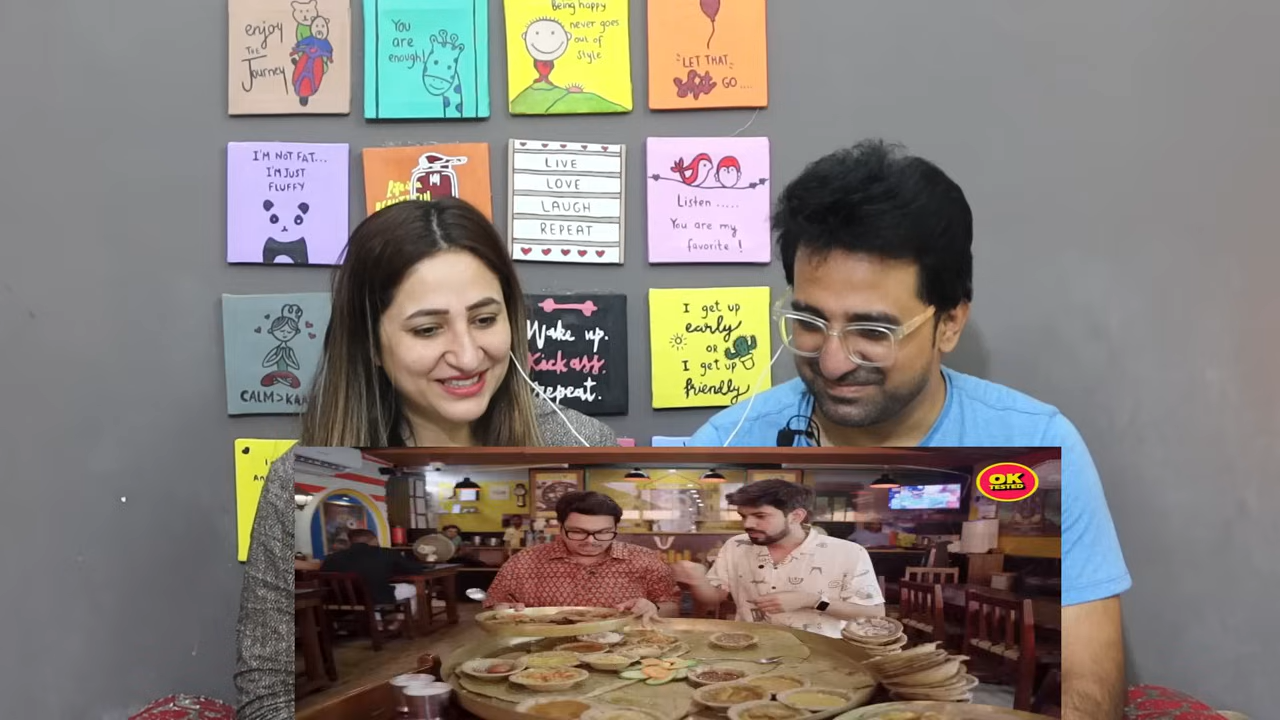 enjoy
THE
Journey
You
are
enough!
Being happy
never goes
out of
style
"LET THAT
GO ....
I'M NOT FAT...
I'M JUST
FLUFFY
LIVE
LOVE
LAUGH
REPEAT
Listen .....
You are my
favorite !
CALM>
Wake up.
Kick ass.
repeat.
I get up
early
OR
I get up
friendly
OK
TESTED